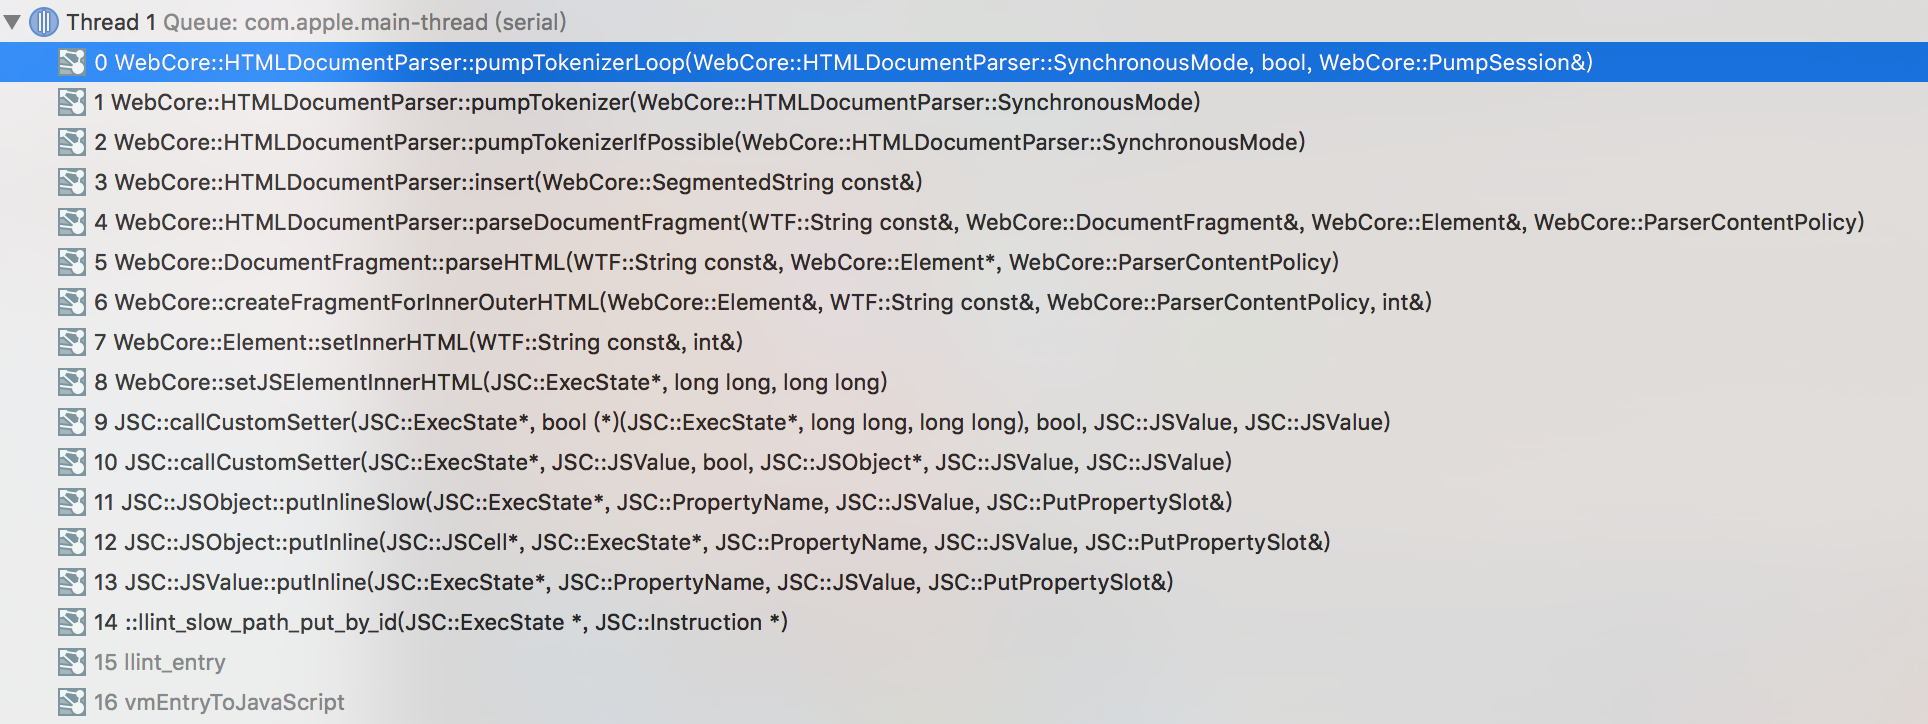 Thread 1 Queue: com.apple.main-thread (serial)
0 WebCore::HTMLDocumentParser::pumpTokenizerLoop(WebCore::HTMLDocumentParser::SynchronousMode, bool, WebCore::PumpSession&)
1 WebCore::HTMLDocumentParser::pumpTokenizer(WebCore::HTMLDocumentParser::SynchronousMode)
2 WebCore::HTMLDocumentParser::pumpTokenizerIfPossible(WebCore::HTMLDocumentParser::SynchronousMode)
3 WebCore::HTMLDocumentParser::insert(WebCore::SegmentedString const&)
4 WebCore::HTMLDocumentParser::parseDocumentFragment(WTF::String const&, WebCore::DocumentFragment&, WebCore::Element&, WebCore::ParserContentPolicy)
5 WebCore::DocumentFragment::parseHTML(WTF::String const&, WebCore::Element*, WebCore::ParserContentPolicy)
6 WebCore::createFragmentForInnerOuterHTML(WebCore::Element&, WTF::String const&, WebCore::ParserContentPolicy, int&)
7 WebCore::Element::setInnerHTML(WTF::String const&, int&)
8 WebCore::setJSElementInnerHTML(JSC::ExecState*, long long, long long)
9 JSC::callCustomSetter(JSC::ExecState*, bool (*)(JSC::ExecState*, long long, long long), bool, JSC::JSValue, JSC::JSValue)
10 JSC::callCustomSetter(JSC::ExecState*, JSC::JSValue, bool, JSC::JSObject*, JSC::JSValue, JSC::JSValue)
11 JSC::JSObject::putInlineSlow(JSC::ExecState*, JSC::PropertyName, JSC::JSValue, JSC::PutPropertySlot&)
12 JSC::JSObject::putInline(JSC::JSCell*, JSC::ExecState*, JSC::PropertyName, JSC::JSValue, JSC::PutPropertySlot&)
13 JSC::JSValue::putInline(JSC::ExecState*, JSC::PropertyName, JSC::JSValue, JSC::PutPropertySlot&)
14 ::llint_slow_path_put_by_id(JSC::ExecState *, JSC::Instruction *)
15 llint_entry
16 vmEntryToJavaScript